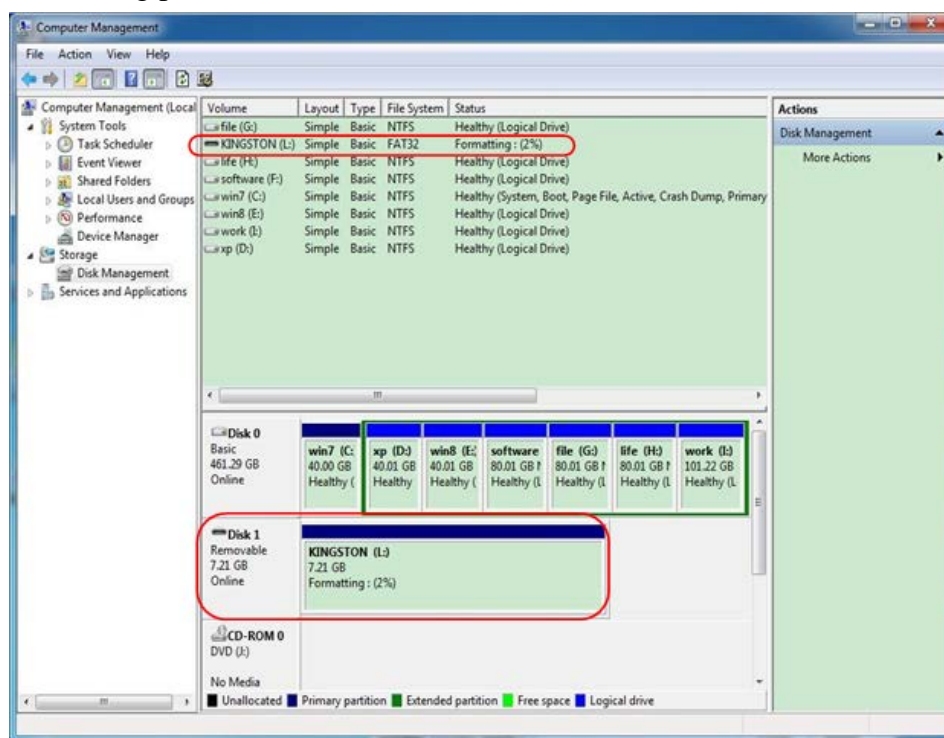 Computer Management
File Action View Help
Computer Management (Local
System Tools
Task Scheduler
Event Viewer
Shared Folders
Local Users and Groups
Performance
Device Manager
Storage
Disk Management
Services and Applications
Volume Layout Type File System Status
file (G:) Simple Basic NTFS Healthy (Logical Drive)
KINGSTON (L:) Simple Basic FAT32 Formatting : (2%)
life (H:) Simple Basic NTFS Healthy (Logical Drive)
software (F:) Simple Basic NTFS Healthy (Logical Drive)
win7 (C:) Simple Basic NTFS Healthy (System, Boot, Page File, Active, Crash Dump, Primary
win8 (E:) Simple Basic NTFS Healthy (Logical Drive)
work (I:) Simple Basic NTFS Healthy (Logical Drive)
xp (D:) Simple Basic NTFS Healthy (Logical Drive)
Actions
Disk Management
More Actions
Disk 0
Basic
461.29 GB
Online
win7 (C:
40.00 GB
Healthy (
xp (D:)
40.01 GB
Healthy
win8 (E:
40.01 GB
Healthy (
software
80.01 GB N
Healthy (L
file (G:)
80.01 GB N
Healthy (L
life (H:)
80.01 GB N
Healthy (L
work (I:)
101.22 GB
Healthy (L
Disk 1
Removable
7.21 GB
Online
KINGSTON (L:)
7.21 GB
Formatting : (2%)
CD-ROM 0
DVD (J:)
No Media
Unallocated Primary partition Extended partition Free space Logical drive